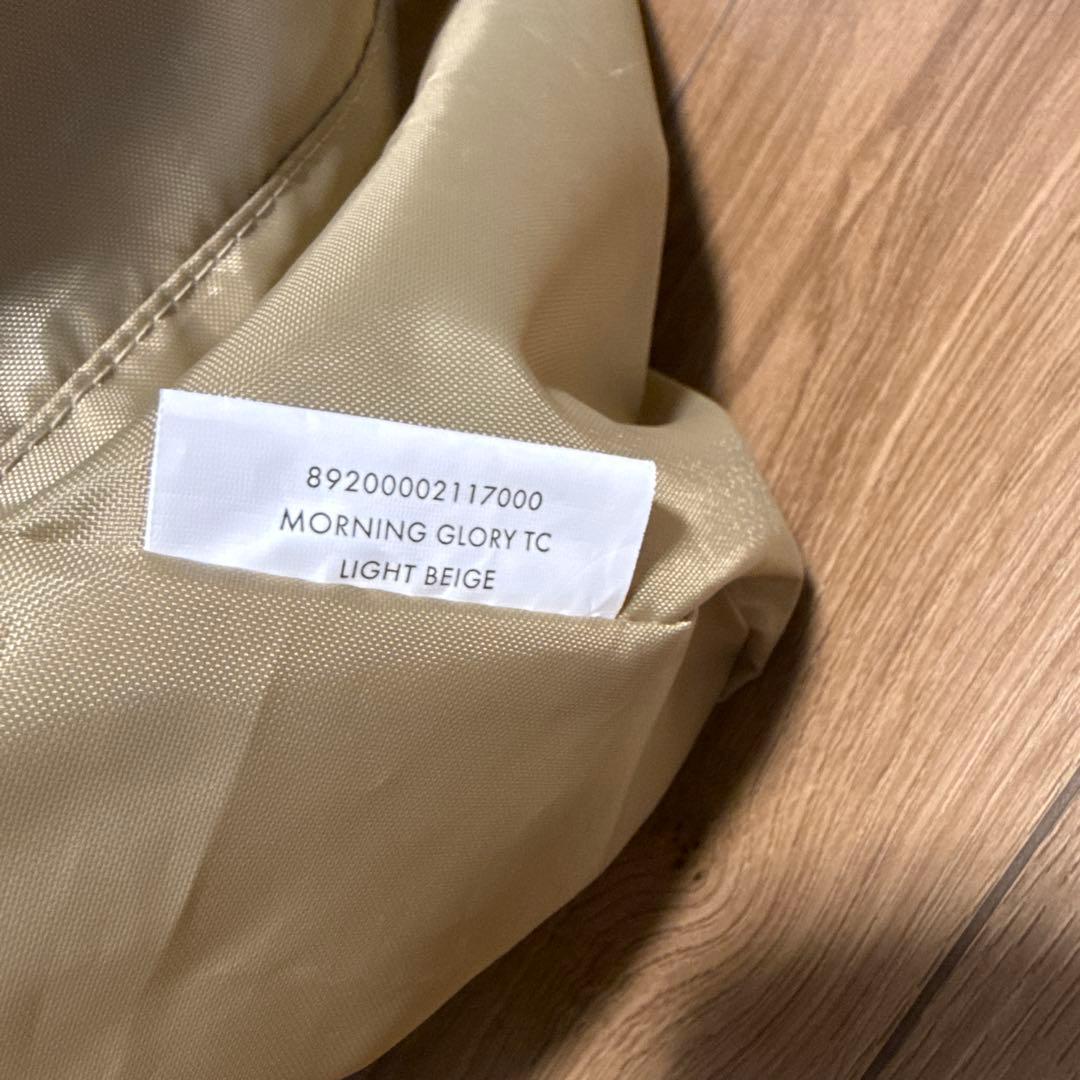 89200002117000
MORNING GLORY TC
LIGHT BEIGE